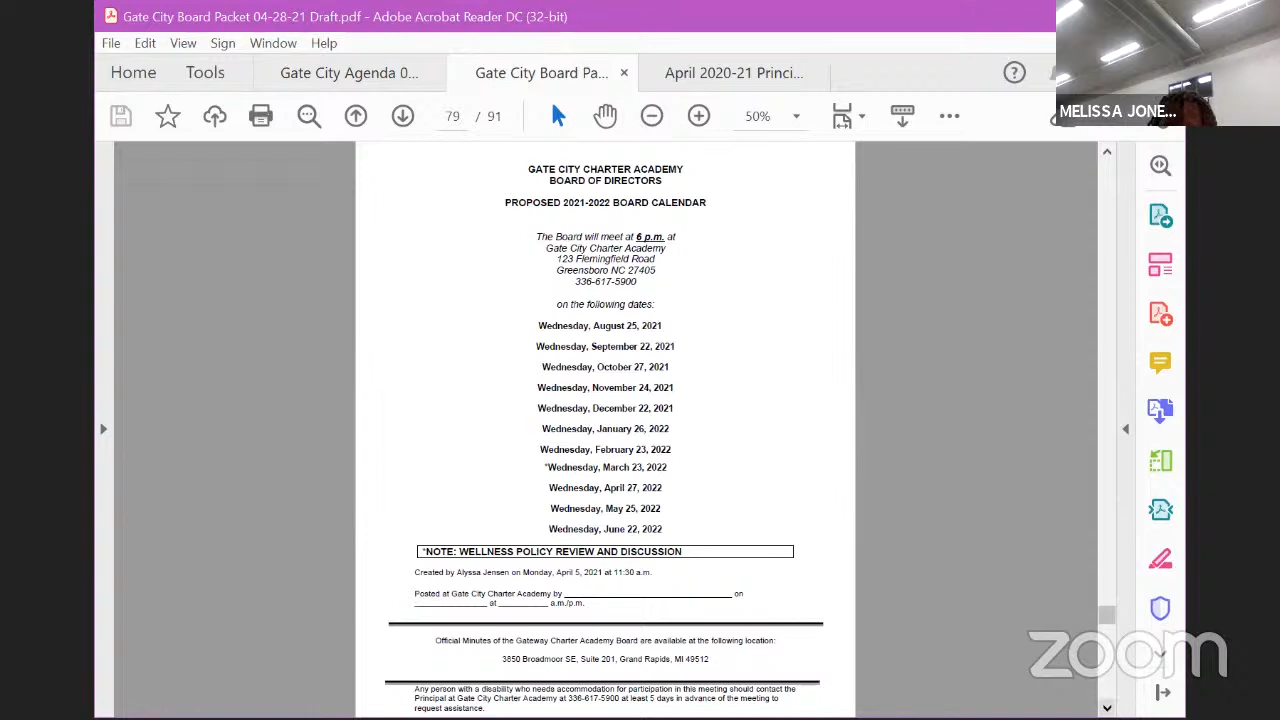 Gate City Board Packet 04-28-21 Draft.pdf - Adobe Acrobat Reader DC (32-bit)
File Edit View Sign Window Help
Home Tools Gate City Agenda 0... Gate City Board Pa... × April 2020-21 Princi...
79 / 91 50%
MELISSA JONE...
GATE CITY CHARTER ACADEMY
BOARD OF DIRECTORS
PROPOSED 2021-2022 BOARD CALENDAR
The Board will meet at 6 p.m. at
Gate City Charter Academy
123 Flemingfield Road
Greensboro NC 27405
336-617-5900
on the following dates:
Wednesday, August 25, 2021
Wednesday, September 22, 2021
Wednesday, October 27, 2021
Wednesday, November 24, 2021
Wednesday, December 22, 2021
Wednesday, January 26, 2022
Wednesday, February 23, 2022
*Wednesday, March 23, 2022
Wednesday, April 27, 2022
Wednesday, May 25, 2022
Wednesday, June 22, 2022
*NOTE: WELLNESS POLICY REVIEW AND DISCUSSION
Created by Alyssa Jensen on Monday, April 5, 2021 at 11:30 a.m.
Posted at Gate City Charter Academy by ____________________ on
____________ at ________ a.m./p.m.
Official Minutes of the Gateway Charter Academy Board are available at the following location:
3850 Broadmoor SE, Suite 201, Grand Rapids, MI 49512
Any person with a disability who needs accommodation for participation in this meeting should contact the
Principal at Gate City Charter Academy at 336-617-5900 at least 5 days in advance of the meeting to
request assistance.
zoom